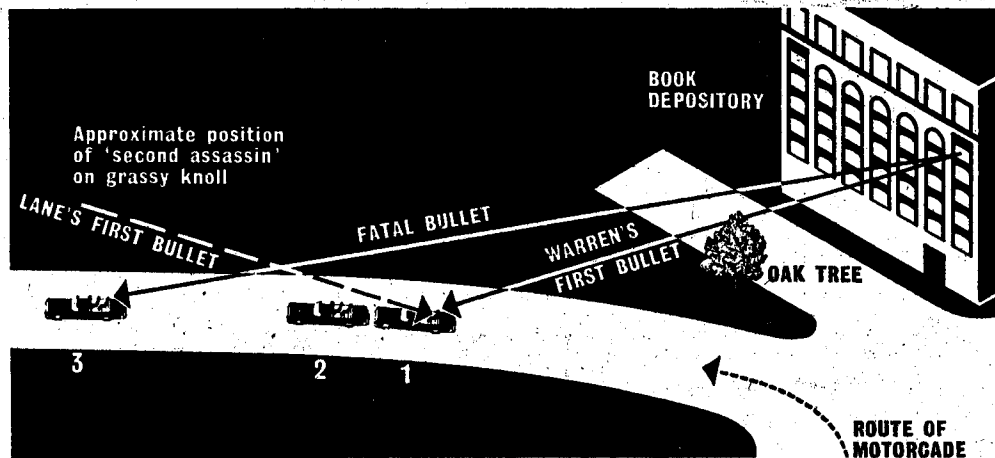 BOOK
DEPOSITORY
Approximate position
of 'second assassin'
on grassy knoll
LANE'S FIRST BULLET
FATAL BULLET
WARREN'S
FIRST BULLET
OAK TREE
3
2
1
ROUTE OF
MOTORCADE